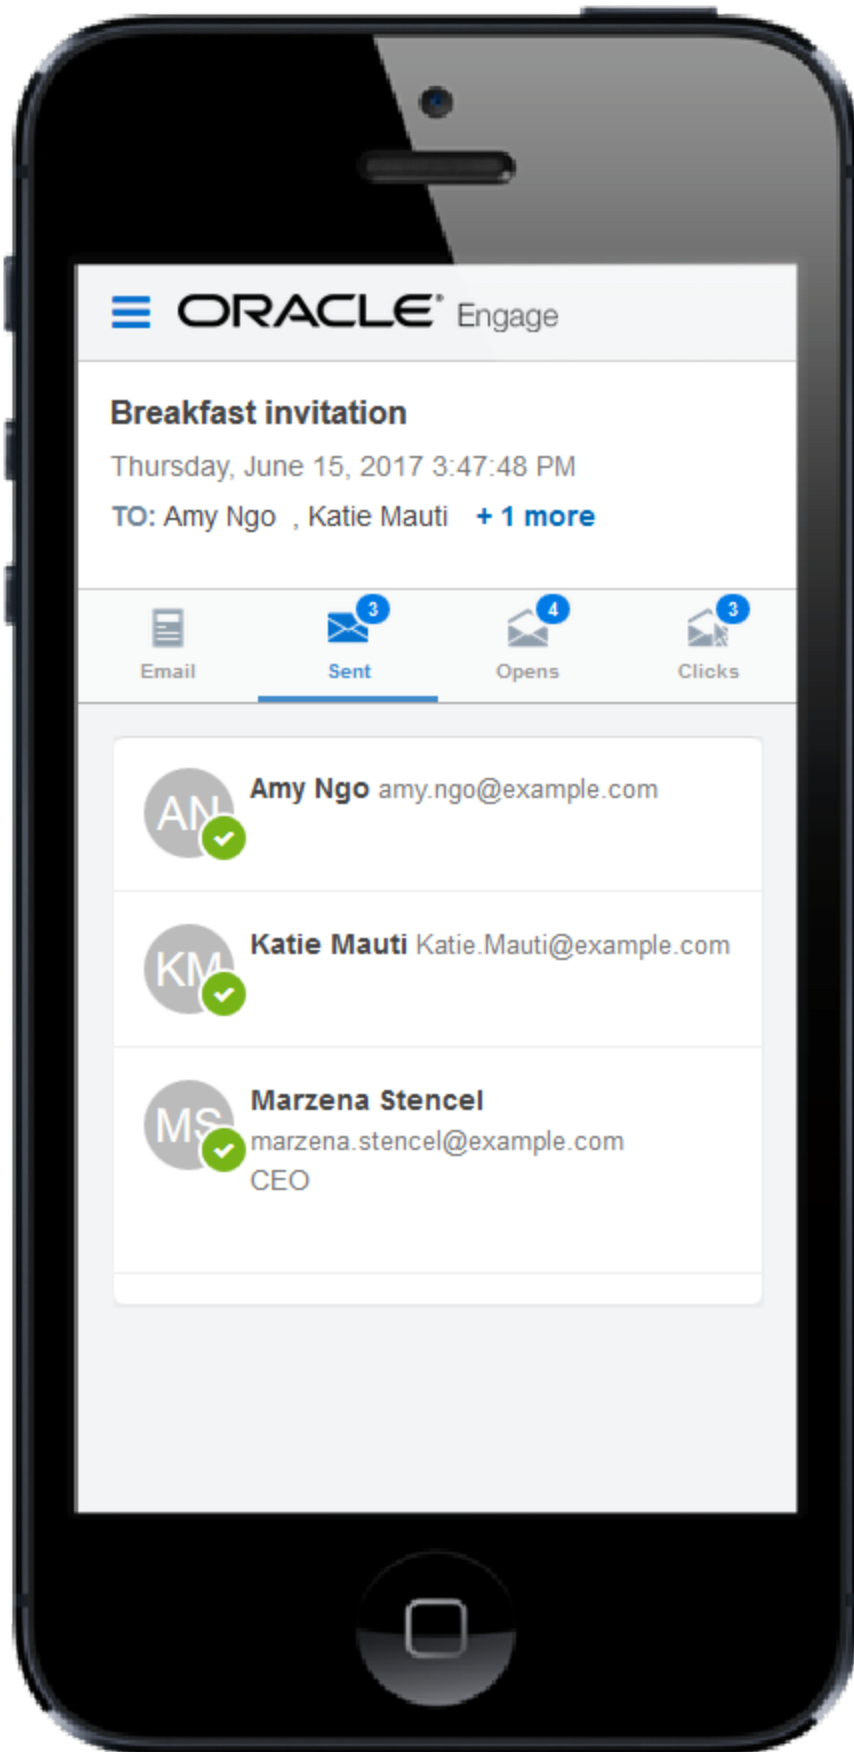 ORACLE® Engage
Breakfast invitation
Thursday, June 15, 2017 3:47:48 PM
TO: Amy Ngo , Katie Mauti + 1 more
3 4 3
Email Sent Opens Clicks
AN Amy Ngo amy.ngo@example.com
KM Katie Mauti Katie.Mauti@example.com
MS Marzena Stencel
marzena.stencel@example.com
CEO